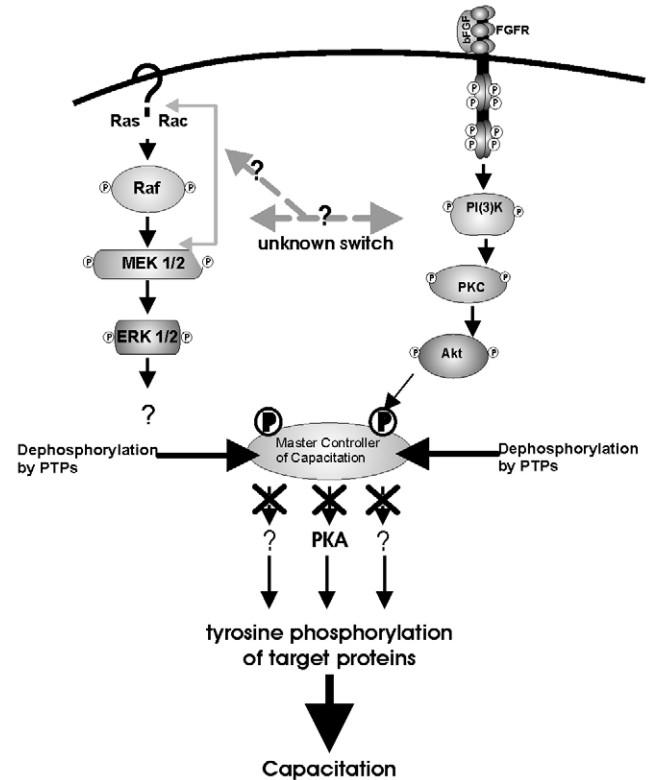 bFGF
FGFR
P P
P P
P P
P P
?
Ras Rac
P Raf P
?
P PI(3)K P
?
unknown switch
P MEK 1/2 P
P PKC P
P ERK 1/2 P
P Akt P
?
P P
Master Controller
of Capacitation
Dephosphorylation
by PTPs
Dephosphorylation
by PTPs
? PKA ?
tyrosine phosphorylation
of target proteins
Capacitation